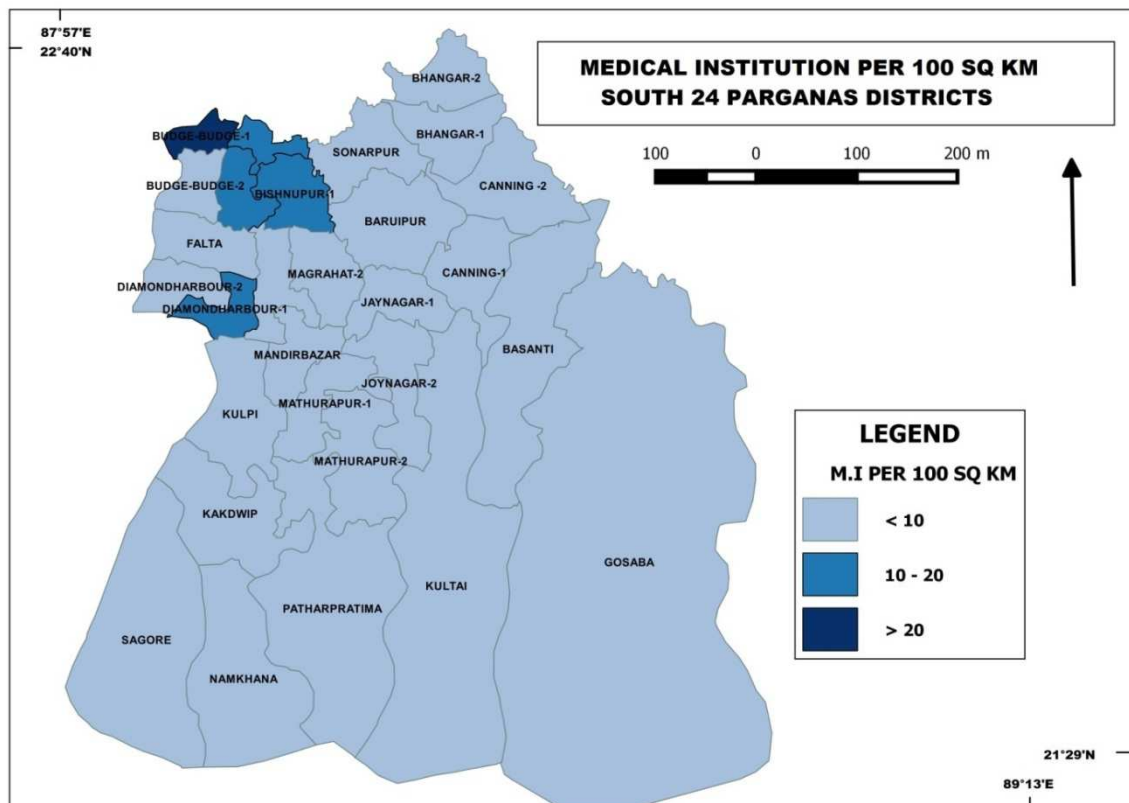 87°57'E
22°40'N
MEDICAL INSTITUTION PER 100 SQ KM
SOUTH 24 PARGANAS DISTRICTS
100 0 100 200 m
BHANGAR-2
BHANGAR-1
BUDGE-BUDGE-1
SONARPUR
CANNING -2
BUDGE-BUDGE-2
BISHNUPUR-1
BARUIPUR
FALTA
MAGRAHAT-2
CANNING-1
DIAMONDHARBOUR-2
JAYNAGAR-1
DIAMONDHARBOUR-1
BASANTI
MANDIRBAZAR
JOYNAGAR-2
MATHURAPUR-1
KULPI
MATHURAPUR-2
KAKDWIP
GOSABA
KULTAI
PATHARPRATIMA
SAGORE
NAMKHANA
LEGEND
M.I PER 100 SQ KM
< 10
10 - 20
> 20
21°29'N
89°13'E